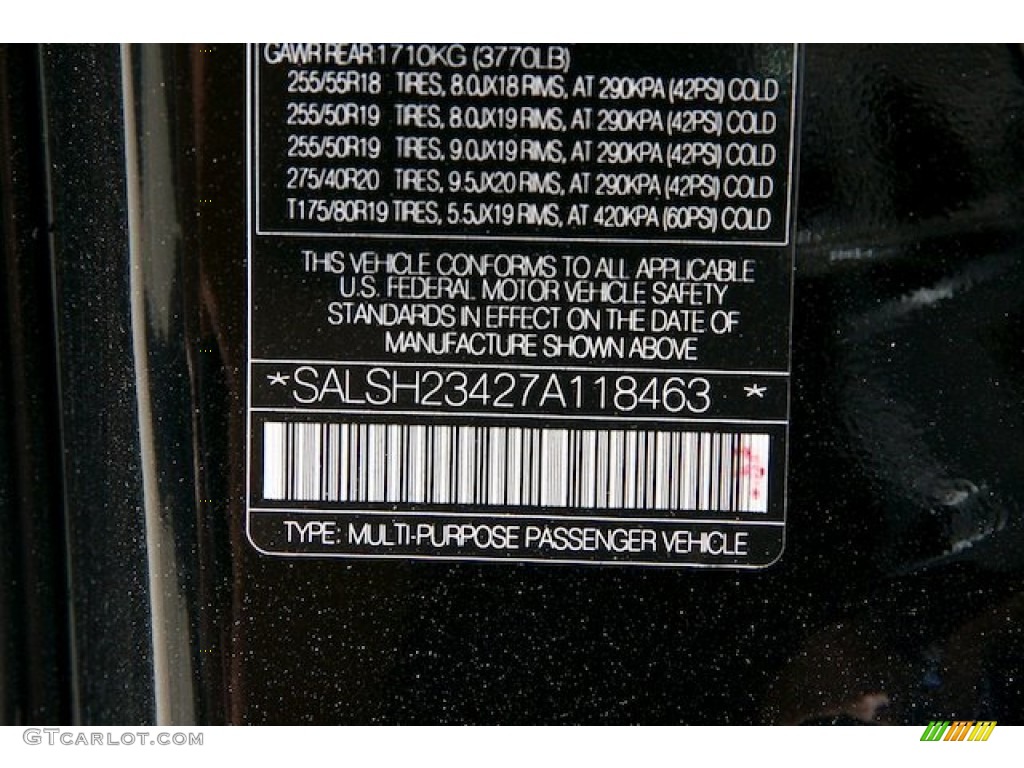 GAWR REAR 1710KG (3770LB)
255/55R18 TIRES, 8.0JX18 RIMS, AT 290KPA (42PSI) COLD
255/50R19 TIRES, 8.0JX19 RIMS, AT 290KPA (42PSI) COLD
255/50R19 TIRES, 9.0JX19 RIMS, AT 290KPA (42PSI) COLD
275/40R20 TIRES, 9.5JX20 RIMS, AT 290KPA (42PSI) COLD
T175/80R19 TIRES, 5.5JX19 RIMS, AT 420KPA (60PSI) COLD
THIS VEHICLE CONFORMS TO ALL APPLICABLE
U.S. FEDERAL MOTOR VEHICLE SAFETY
STANDARDS IN EFFECT ON THE DATE OF
MANUFACTURE SHOWN ABOVE
*SALSH23427A118463 *
TYPE: MULTI-PURPOSE PASSENGER VEHICLE
GTcarlot.com